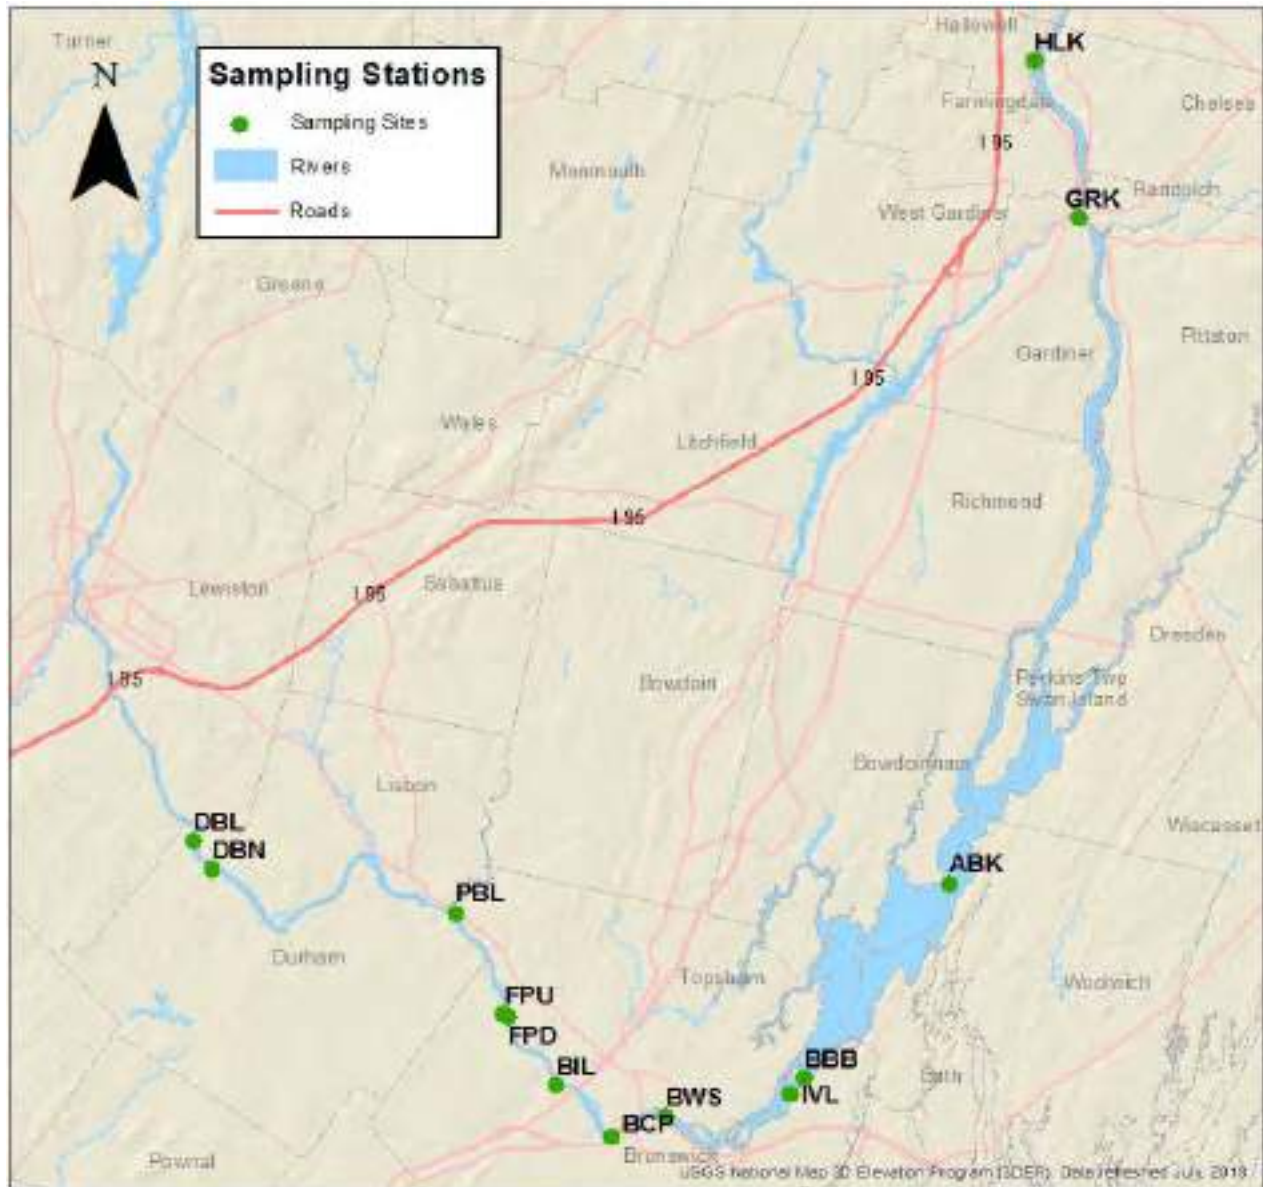 Turner
N
Sampling Stations
Sampling Sites
Rivers
Roads
Hallowell
HLK
Farmingdale
Chelsea
I 95
Monmouth
Randolph
GRK
West Gardiner
Greene
Pittston
Gardiner
I 95
Wales
Litchfield
Richmond
I 95
Lewiston
I 95
Sabattus
Dresden
I 95
Bowdoin
Perkins Twp
Swan Island
Bowdoinham
Lisbon
DBL
Wiscasset
DBN
ABK
PBL
Durham
Topsham
Woolwich
FPU
FPD
BIL
BBB
Bath
IVL
BWS
BCP
Brunswick
Pownal
USGS National Map 3D Elevation Program (3DEP). Data refreshed July, 2018